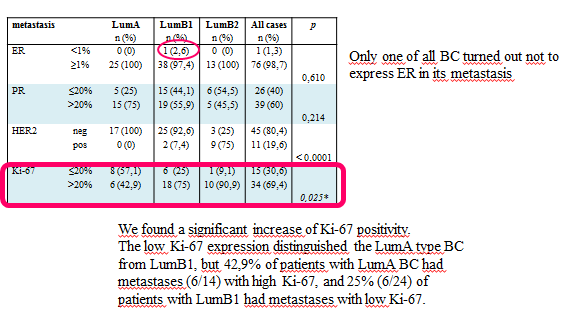 metastasis LumA LumB1 LumB2 All cases p
n (%) n (%) n (%) n (%)
ER <1% 0 (0) 1 (2,6) 0 (0) 1 (1,3)
≥1% 25 (100) 38 (97,4) 13 (100) 76 (98,7)
0,610
PR ≤20% 5 (25) 15 (44,1) 6 (54,5) 26 (40)
>20% 15 (75) 19 (55,9) 5 (45,5) 39 (60)
0,214
HER2 neg 17 (100) 25 (92,6) 3 (25) 45 (80,4)
pos 0 (0) 2 (7,4) 9 (75) 11 (19,6)
<0,0001
Ki-67 ≤20% 8 (57,1) 6 (25) 1 (9,1) 15 (30,6)
>20% 6 (42,9) 18 (75) 10 (90,9) 34 (69,4)
0,025*
Only one of all BC turned out not to
express ER in its metastasis
We found a significant increase of Ki-67 positivity.
The low Ki-67 expression distinguished the LumA type BC
from LumB1, but 42,9% of patients with LumA BC had
metastases (6/14) with high Ki-67, and 25% (6/24) of
patients with LumB1 had metastases with low Ki-67.